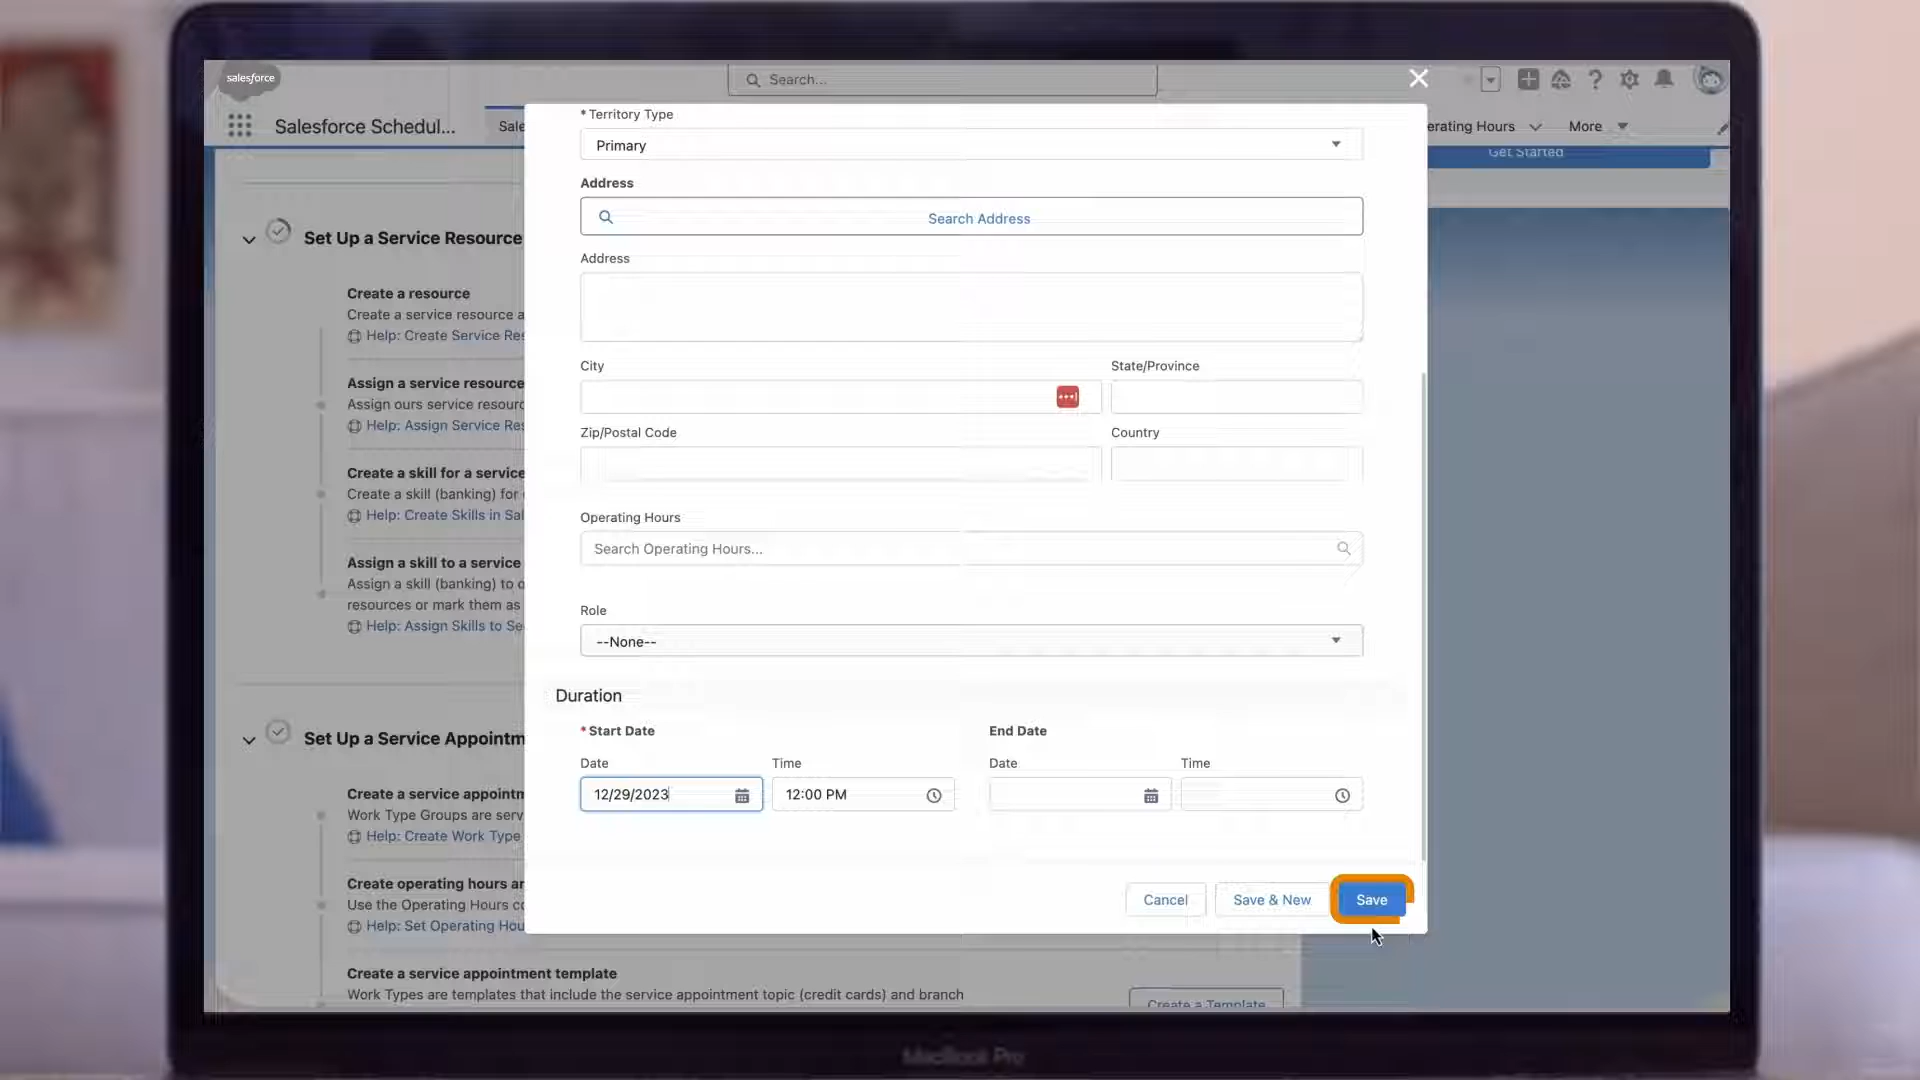 salesforce
Search...
Salesforce Schedul...
Sale
erating Hours
More
Get Started
* Territory Type
Primary
Address
Search Address
Address
City
State/Province
Zip/Postal Code
Country
Operating Hours
Search Operating Hours...
Role
--None--
Duration
* Start Date
End Date
Date
Time
Date
Time
12/29/2023
12:00 PM
Cancel
Save & New
Save
Set Up a Service Resource
Create a resource
Create a service resource a
Help: Create Service Res
Assign a service resource
Assign ours service resourc
Help: Assign Service Res
Create a skill for a service
Create a skill (banking) for
Help: Create Skills in Sal
Assign a skill to a service
Assign a skill (banking) to o
resources or mark them as
Help: Assign Skills to Se
Set Up a Service Appointm
Create a service appointm
Work Type Groups are serv
Help: Create Work Type
Create operating hours ar
Use the Operating Hours co
Help: Set Operating Hou
Create a service appointment template
Work Types are templates that include the service appointment topic (credit cards) and branch
Create a Template
MacBook Pro